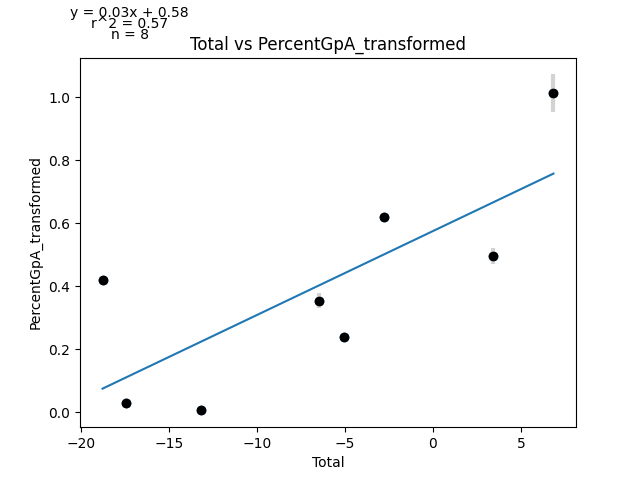 y = 0.03x + 0.58
r^2 = 0.57
n = 8
Total vs PercentGpA_transformed
PercentGpA_transformed
1.0
0.8
0.6
0.4
0.2
0.0
−20
−15
−10
−5
0
5
Total